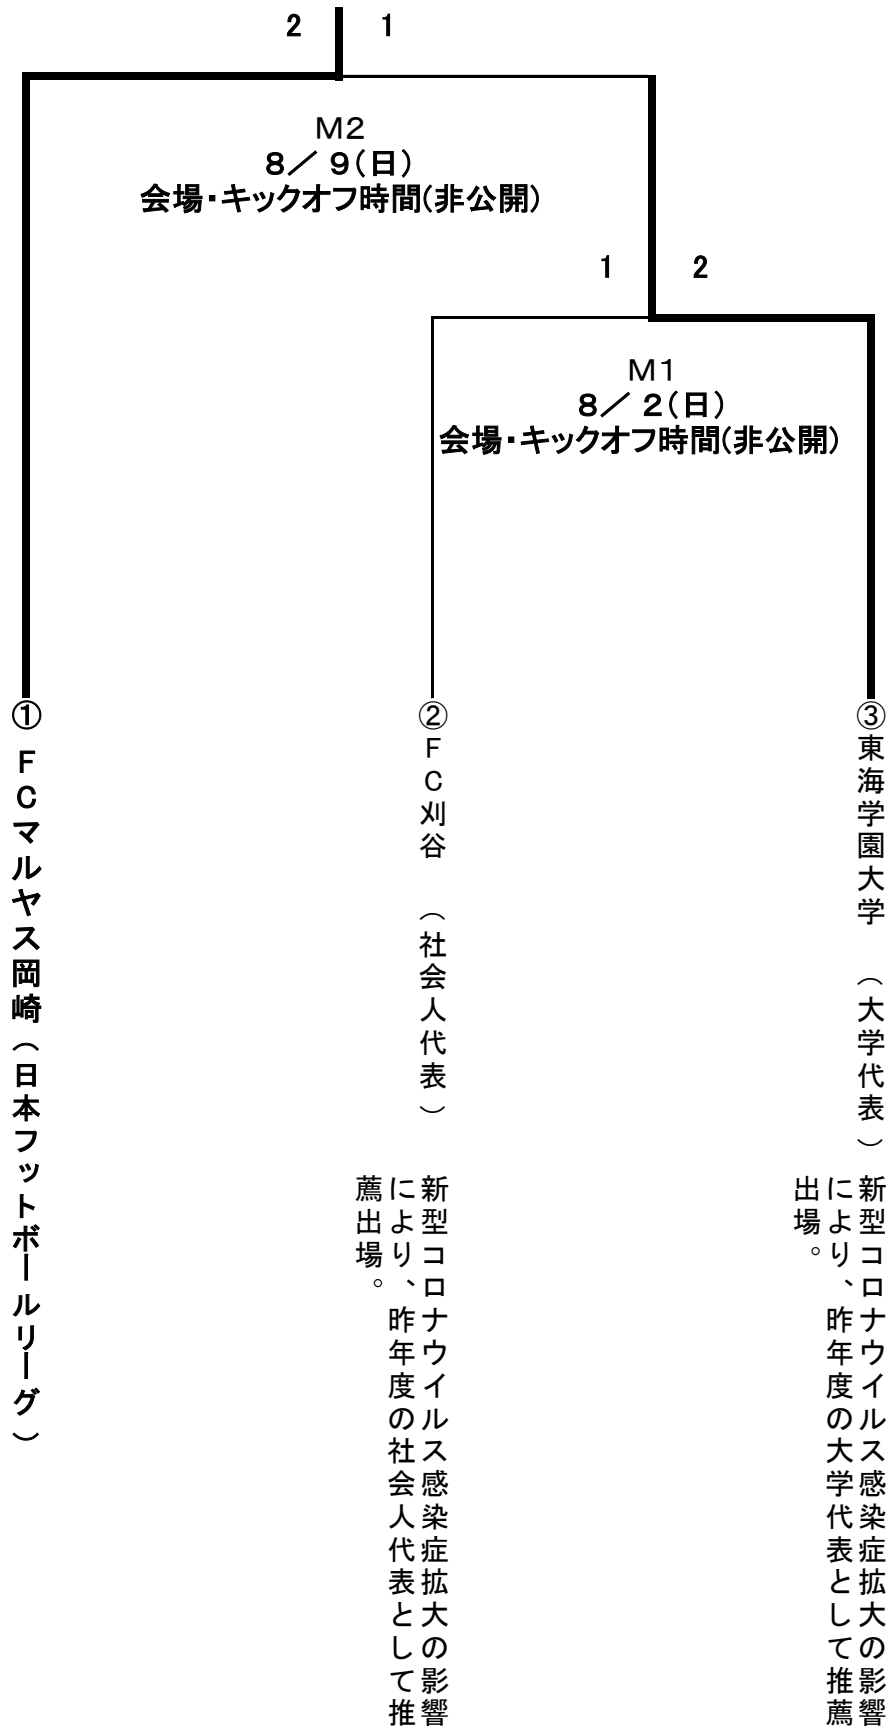 2 1
M2
8／ 9(日)
会場・キックオフ時間(非公開)
1 2
M1
8／ 2(日)
会場・キックオフ時間(非公開)
① FCマルヤス岡崎(日本フットボールリーグ)
②FC刈谷 (社会人代表)
新型コロナウイルス感染症拡大の影響
により、昨年度の社会人代表として推
薦出場。
③東海学園大学 (大学代表)
新型コロナウイルス感染症拡大の影響
により、昨年度の大学代表として推薦
出場。